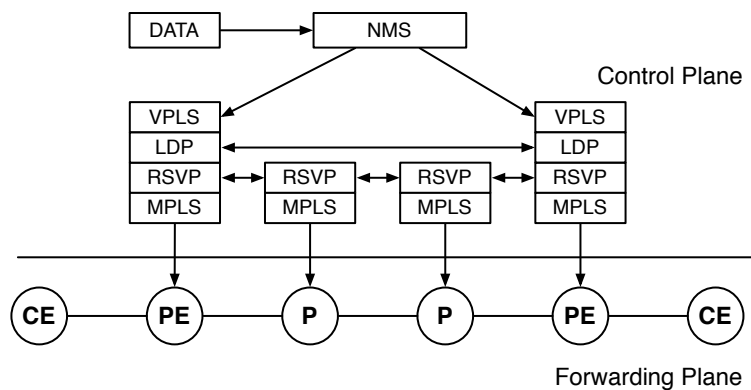 DATA
NMS
Control Plane
VPLS
VPLS
LDP
LDP
RSVP
RSVP
RSVP
RSVP
MPLS
MPLS
MPLS
MPLS
CE
PE
P
P
PE
CE
Forwarding Plane